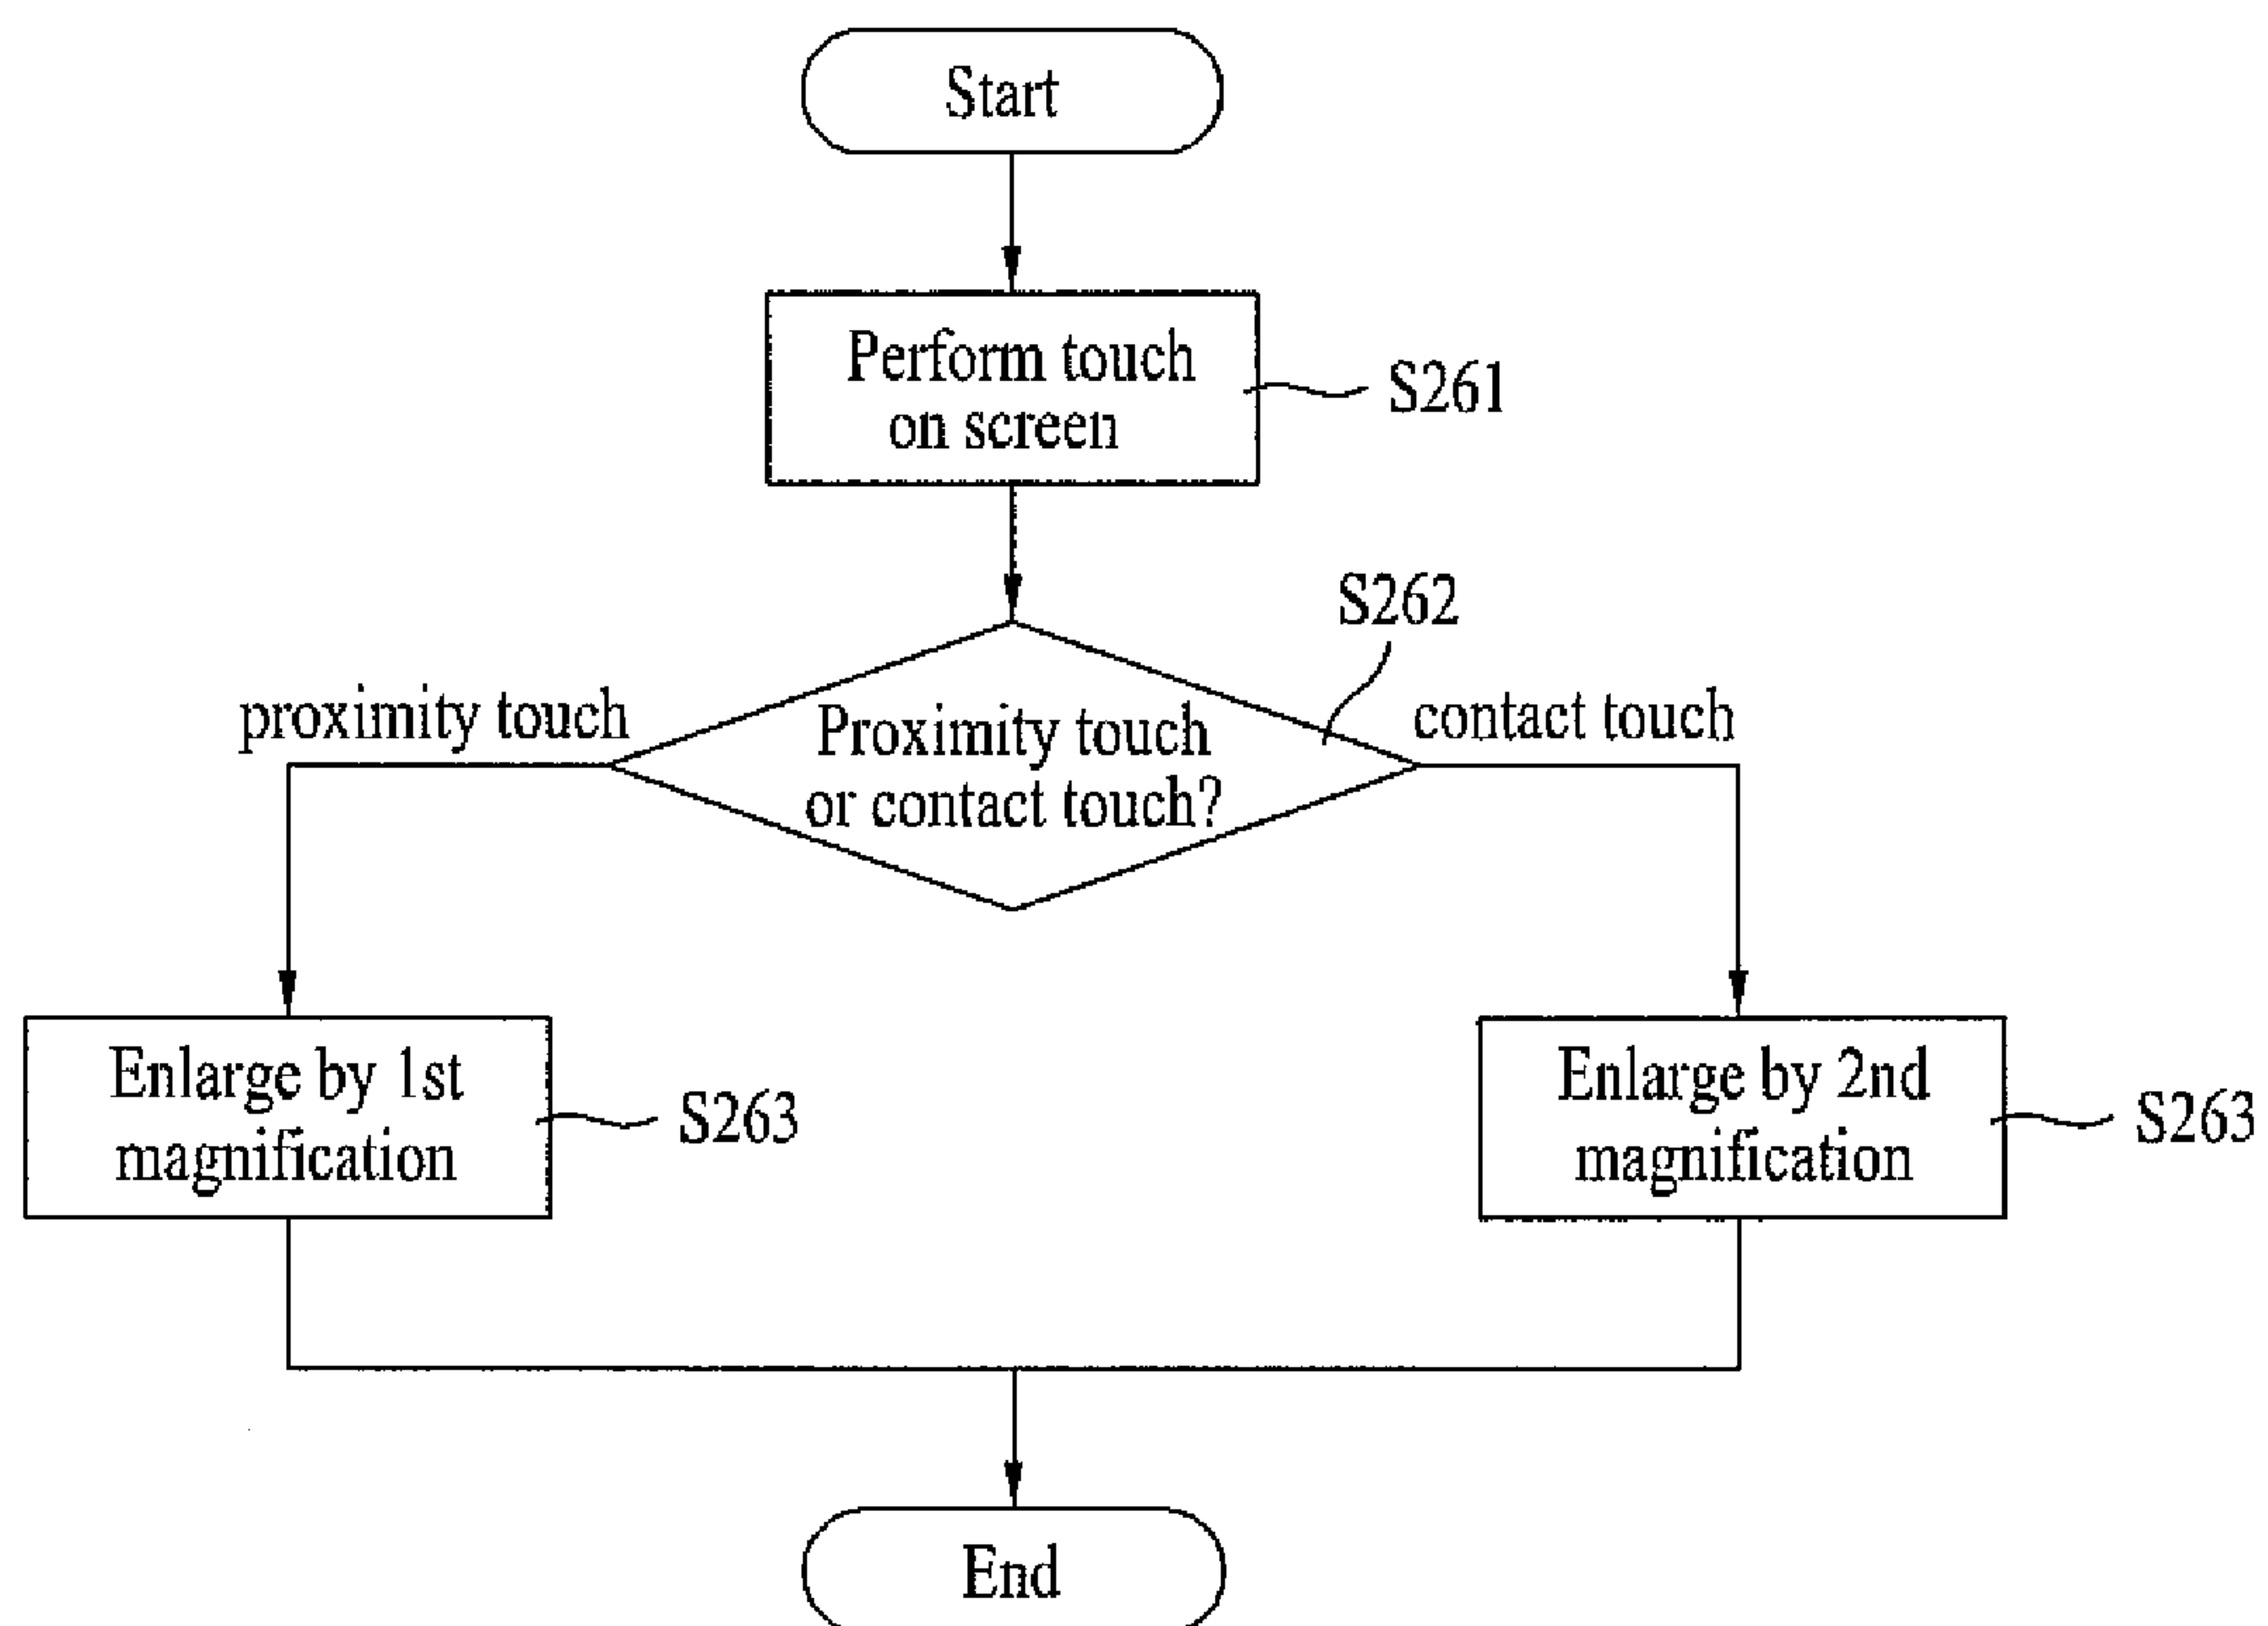 Start
Perform touch
on screen
S261
S262
proximity touch
Proximity touch
or contact touch?
contact touch
Enlarge by 1st
magnification
S263
Enlarge by 2nd
magnification
S263
End